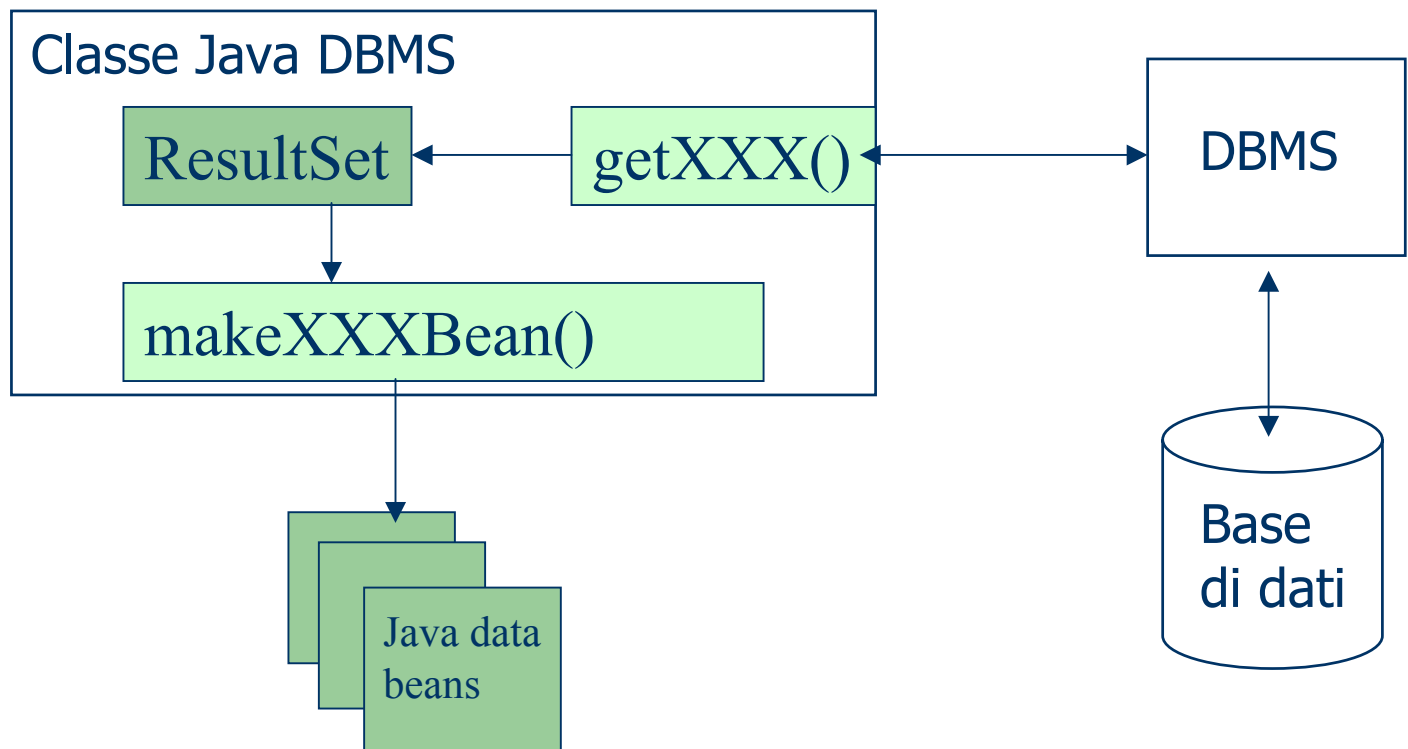 Classe Java DBMS
ResultSet
getXXX()
DBMS
makeXXXBean()
Base
di dati
Java data
beans